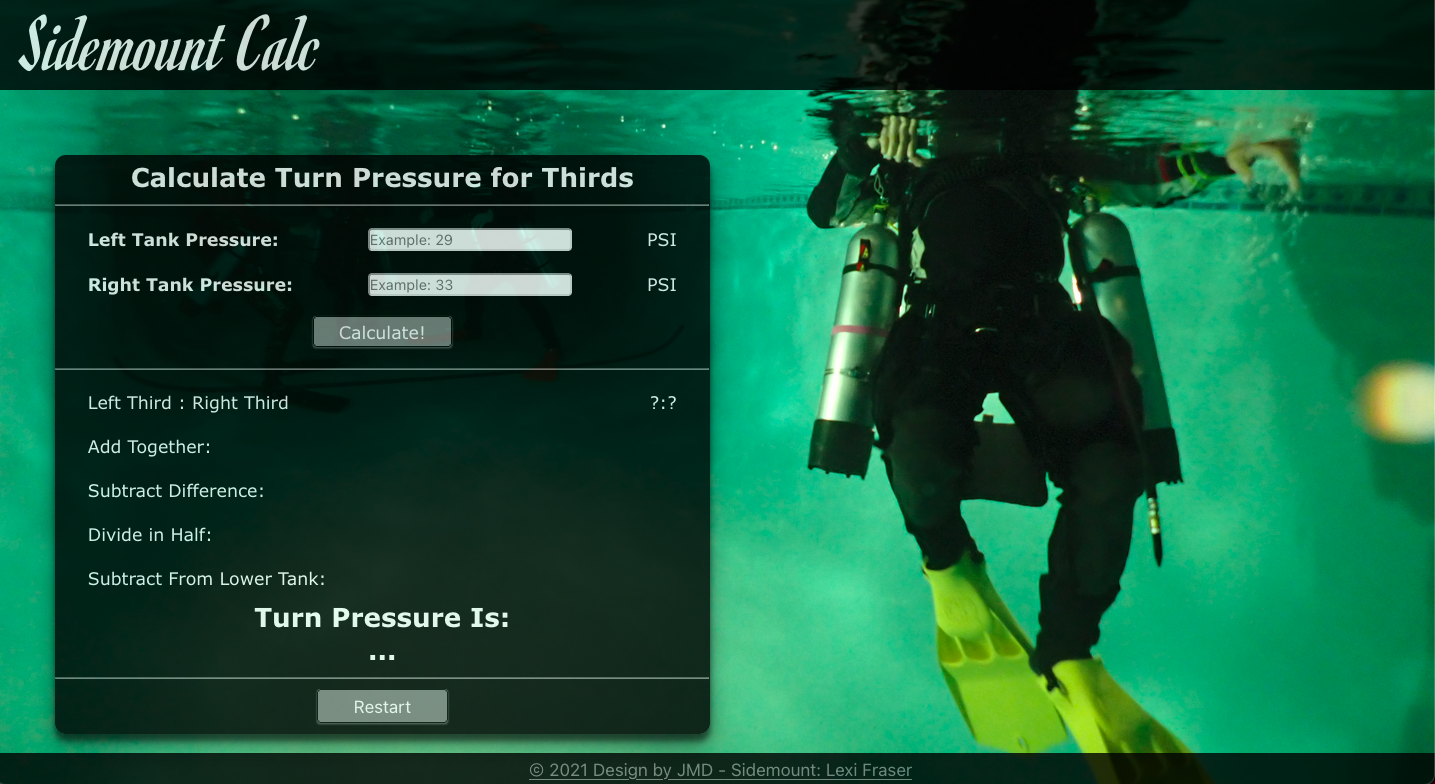 Sidemount Calc
Calculate Turn Pressure for Thirds
Left Tank Pressure: Example: 29 PSI
Right Tank Pressure: Example: 33 PSI
Calculate!
Left Third : Right Third ?:?
Add Together:
Subtract Difference:
Divide in Half:
Subtract From Lower Tank:
Turn Pressure Is:
...
Restart
© 2021 Design by JMD - Sidemount: Lexi Fraser